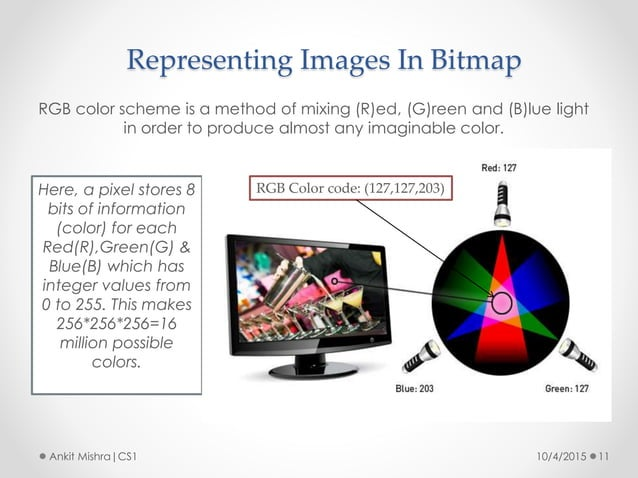 Representing Images In Bitmap
RGB color scheme is a method of mixing (R)ed, (G)reen and (B)lue light
in order to produce almost any imaginable color.
Here, a pixel stores 8
bits of information
(color) for each
Red(R),Green(G) &
Blue(B) which has
integer values from
0 to 255. This makes
256*256*256=16
million possible
colors.
RGB Color code: (127,127,203)
Red: 127
Blue: 203
Green: 127
Ankit Mishra|CS1
10/4/2015
11